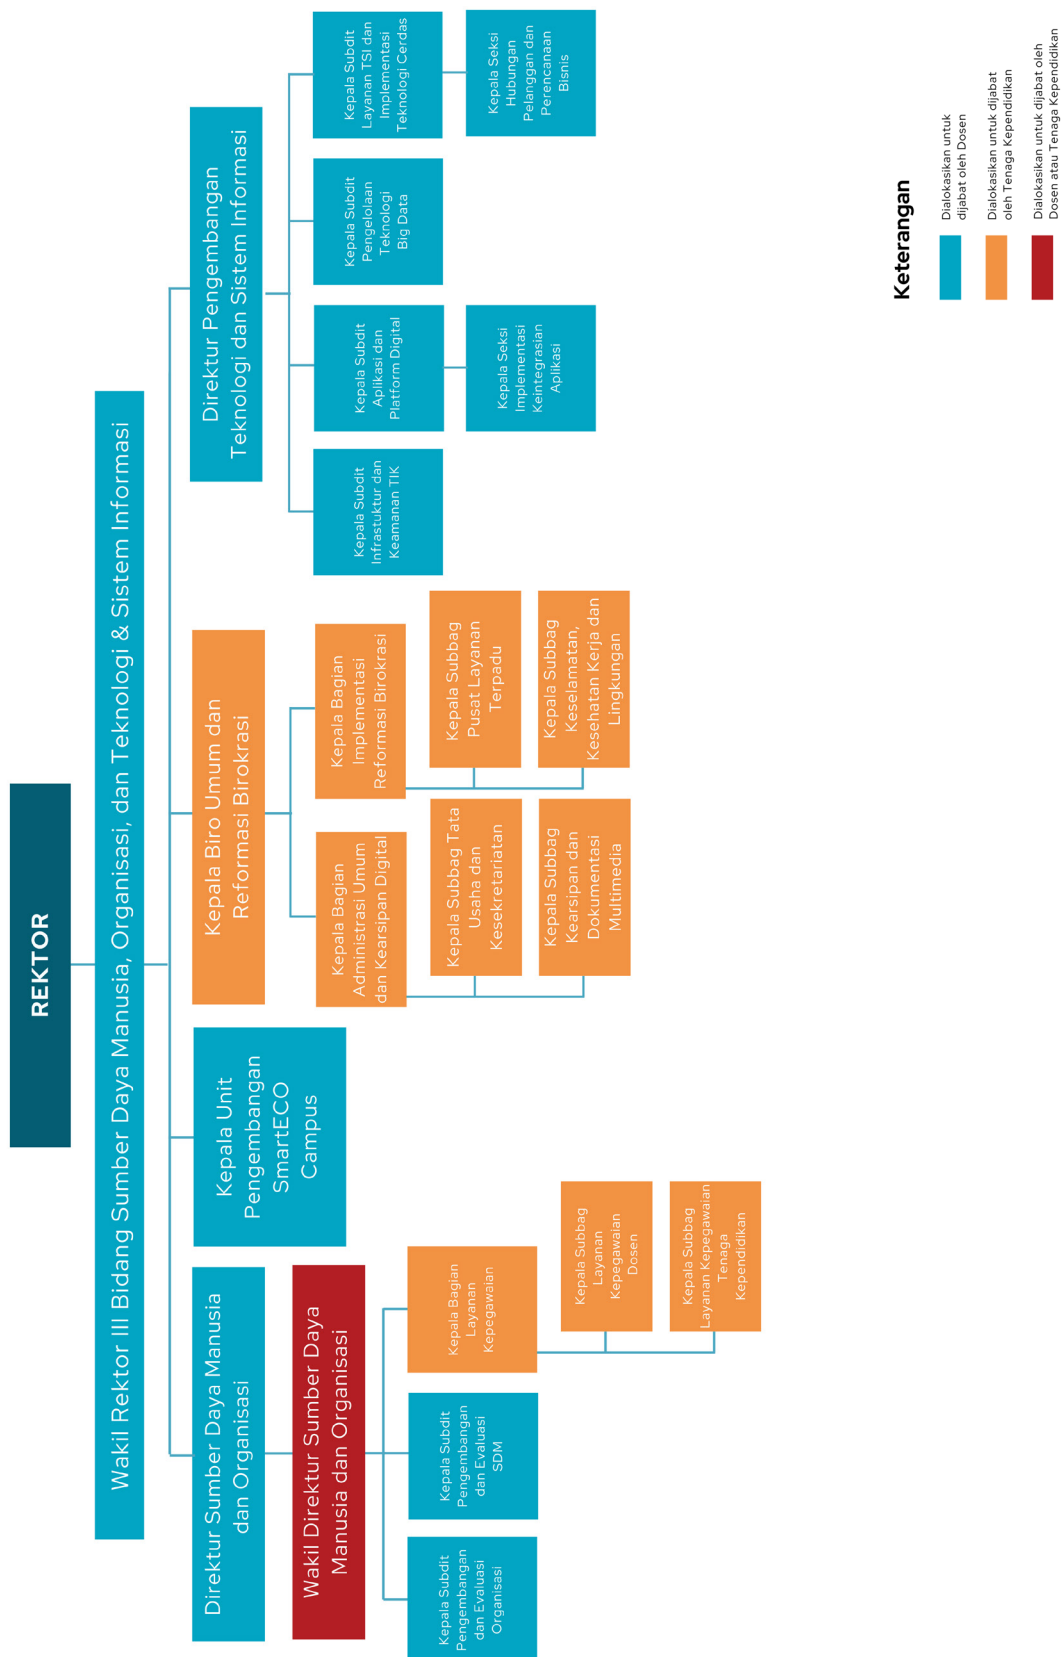 REKTOR
Wakil Rektor III Bidang Sumber Daya Manusia, Organisasi, dan Teknologi & Sistem Informasi
Direktur Sumber Daya Manusia
dan Organisasi
Wakil Direktur Sumber Daya
Manusia dan Organisasi
Kepala Subdit
Pengembangan
dan Evaluasi
Organisasi
Kepala Subdit
Pengembangan
dan Evaluasi
SDM
Kepala Bagian
Layanan
Kepegawaian
Kepala Subbag
Layanan
Kepegawaian
Dosen
Kepala Subbag
Layanan Kepegawaian
Tenaga
Kependidikan
Kepala Unit
Pengembangan
SmartECO
Campus
Kepala Biro Umum dan
Reformasi Birokrasi
Kepala Bagian
Administrasi Umum
dan Kearsipan Digital
Kepala Subbag Tata
Usaha dan
Kesekretariatan
Kepala Subbag
Kearsipan dan
Dokumentasi
Multimedia
Kepala Bagian
Implementasi
Reformasi Birokrasi
Kepala Subbag
Pusat Layanan
Terpadu
Kepala Subbag
Keselamatan,
Kesehatan Kerja dan
Lingkungan
Direktur Pengembangan
Teknologi dan Sistem Informasi
Kepala Subdit
Infrastuktur dan
Keamanan TIK
Kepala Subdit
Aplikasi dan
Platform Digital
Kepala Seksi
Implementasi
Keintegrasian
Aplikasi
Kepala Subdit
Pengelolaan
Teknologi
Big Data
Kepala Subdit
Layanan TSI dan
Implementasi
Teknologi Cerdas
Kepala Seksi
Hubungan
Pelanggan dan
Perencanaan
Bisnis
Keterangan
Dialokasikan untuk
dijabat oleh Dosen
Dialokasikan untuk dijabat
oleh Tenaga Kependidikan
Dialokasikan untuk dijabat oleh
Dosen atau Tenaga Kependidikan